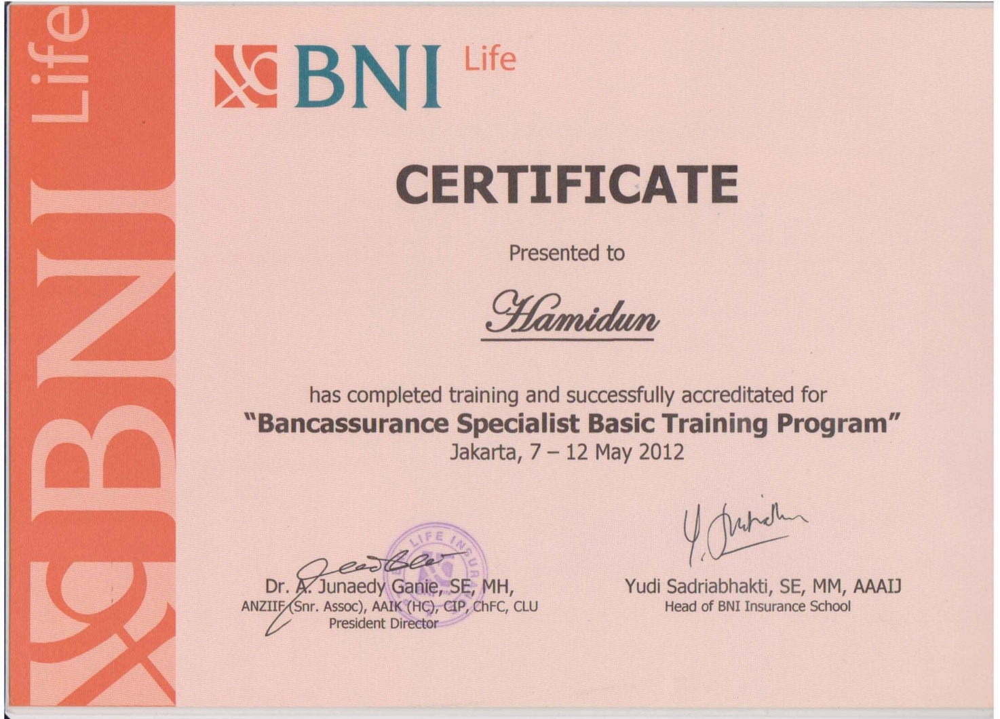 BNI Life
BNI Life
CERTIFICATE
Presented to
Hamidun
has completed training and successfully accreditated for
“Bancassurance Specialist Basic Training Program”
Jakarta, 7 – 12 May 2012
LIFE INSURANCE
Dr. A. Junaedy Ganie, SE, MH,
ANZIIF (Snr. Assoc), AAIK (HC), CIP, ChFC, CLU
President Director
Yudi Sadriabhakti, SE, MM, AAAIJ
Head of BNI Insurance School